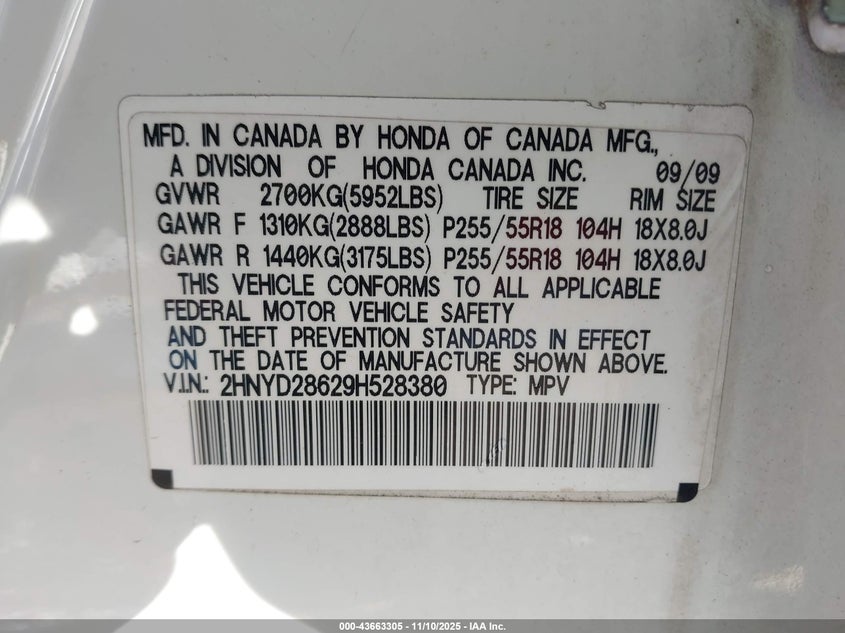 MFD. IN CANADA BY HONDA OF CANADA MFG.,
A DIVISION OF HONDA CANADA INC. 09/09
GVWR 2700KG(5952LBS) TIRE SIZE RIM SIZE
GAWR F 1310KG(2888LBS) P255/55R18 104H 18X8.0J
GAWR R 1440KG(3175LBS) P255/55R18 104H 18X8.0J
THIS VEHICLE CONFORMS TO ALL APPLICABLE
FEDERAL MOTOR VEHICLE SAFETY
AND THEFT PREVENTION STANDARDS IN EFFECT
ON THE DATE OF MANUFACTURE SHOWN ABOVE.
V.I.N.: 2HNYD28629H528380 TYPE: MPV
000-43663305 - 11/10/2025 - IAA Inc.